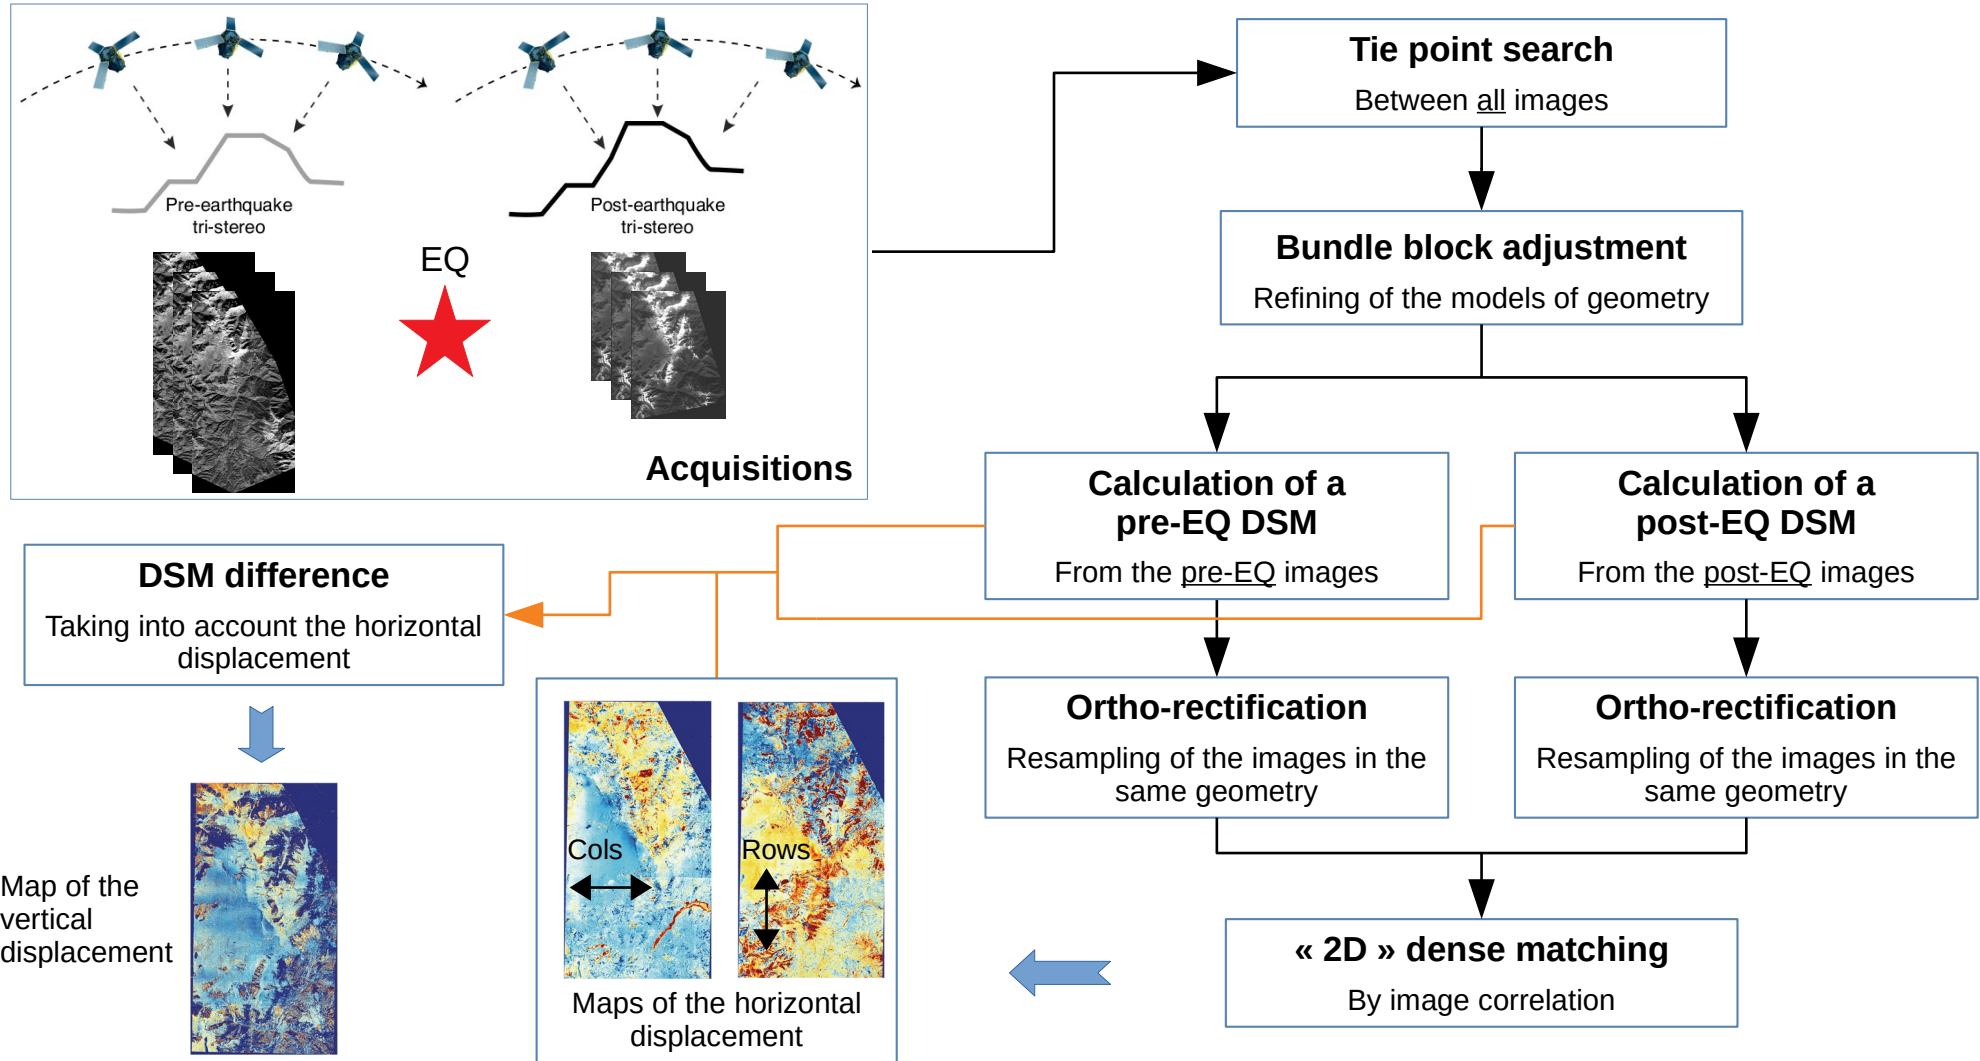 Pre-earthquake
tri-stereo
Post-earthquake
tri-stereo
EQ
Acquisitions
Tie point search
Between all images
Bundle block adjustment
Refining of the models of geometry
Calculation of a
pre-EQ DSM
From the pre-EQ images
Calculation of a
post-EQ DSM
From the post-EQ images
Ortho-rectification
Resampling of the images in the
same geometry
Ortho-rectification
Resampling of the images in the
same geometry
« 2D » dense matching
By image correlation
Cols
Rows
Maps of the horizontal
displacement
DSM difference
Taking into account the horizontal
displacement
Map of the
vertical
displacement